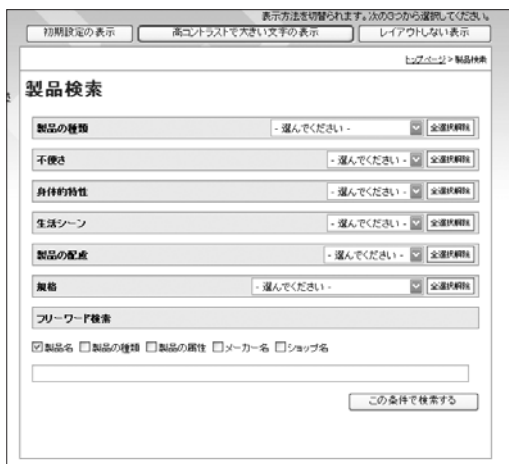 表示方法を切替られます。次の3つから選択してください。
初期設定の表示 高コントラストで大きい文字の表示 レイアウトしない表示
トップページ > 製品検索
製品検索
製品の種類 - 選んでください - 全選択解除
不便さ - 選んでください - 全選択解除
身体的特性 - 選んでください - 全選択解除
生活シーン - 選んでください - 全選択解除
製品の配慮 - 選んでください - 全選択解除
規格 - 選んでください - 全選択解除
フリーワード検索
製品名 製品の種類 製品の属性 メーカー名 ショップ名
この条件で検索する